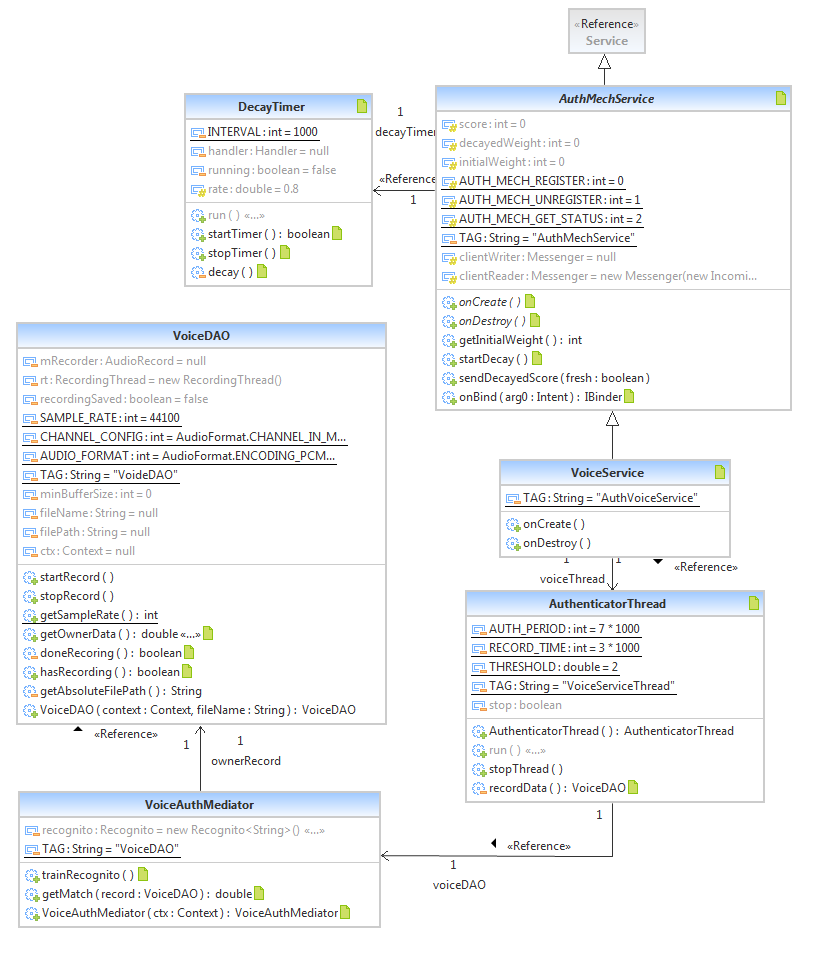 «Reference»
Service
AuthMechService
score : int = 0
decayedWeight : int = 0
initialWeight : int = 0
AUTH_MECH_REGISTER : int = 0
AUTH_MECH_UNREGISTER : int = 1
AUTH_MECH_GET_STATUS : int = 2
TAG : String = "AuthMechService"
clientWriter : Messenger = null
clientReader : Messenger = new Messenger(new Incomi...
onCreate ( )
onDestroy ( )
getInitialWeight ( ) : int
startDecay ( )
sendDecayedScore ( fresh : boolean )
onBind ( arg0 : Intent ) : IBinder
1
decayTimer
«Reference
1
DecayTimer
INTERVAL : int = 1000
handler : Handler = null
running : boolean = false
rate : double = 0.8
run ( ) «...»
startTimer ( ) : boolean
stopTimer ( )
decay ( )
VoiceDAO
mRecorder : AudioRecord = null
rt : RecordingThread = new RecordingThread()
recordingSaved : boolean = false
SAMPLE_RATE : int = 44100
CHANNEL_CONFIG : int = AudioFormat.CHANNEL_IN_M...
AUDIO_FORMAT : int = AudioFormat.ENCODING_PCM...
TAG : String = "VoideDAO"
minBufferSize : int = 0
fileName : String = null
filePath : String = null
ctx : Context = null
startRecord ( )
stopRecord ( )
getSampleRate ( ) : int
getOwnerData ( ) : double «...»
doneRecoring ( ) : boolean
hasRecording ( ) : boolean
getAbsoluteFilePath ( ) : String
VoiceDAO ( context : Context, fileName : String ) : VoiceDAO
VoiceService
TAG : String = "AuthVoiceService"
onCreate ( )
onDestroy ( )
1
1
«Reference»
voiceThread
AuthenticatorThread
AUTH_PERIOD : int = 7 * 1000
RECORD_TIME : int = 3 * 1000
THRESHOLD : double = 2
TAG : String = "VoiceServiceThread"
stop : boolean
AuthenticatorThread ( ) : AuthenticatorThread
run ( ) «...»
stopThread ( )
recordData ( ) : VoiceDAO
«Reference»
1
1
ownerRecord
VoiceAuthMediator
recognito : Recognito = new Recognito<String>() «...»
TAG : String = "VoiceDAO"
trainRecognito ( )
getMatch ( record : VoiceDAO ) : double
VoiceAuthMediator ( ctx : Context ) : VoiceAuthMediator
1
«Reference»
1
voiceDAO